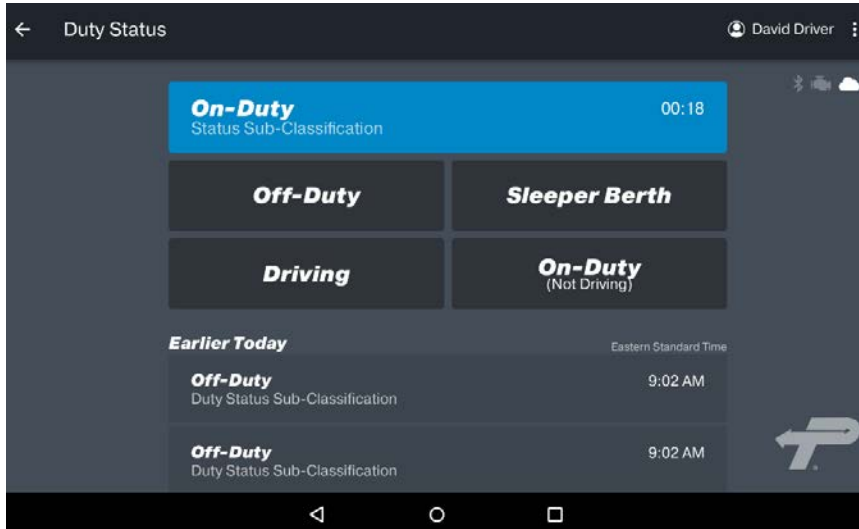 Duty Status
David Driver
On-Duty
00:18
Status Sub-Classification
Off-Duty
Sleeper Berth
Driving
On-Duty
(Not Driving)
Earlier Today
Eastern Standard Time
Off-Duty
9:02 AM
Duty Status Sub-Classification
Off-Duty
9:02 AM
Duty Status Sub-Classification